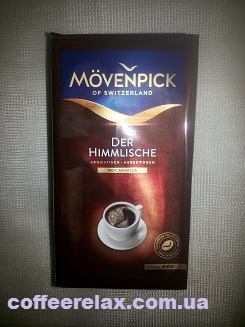 MÖVENPICK
OF SWITZERLAND
DER
HIMMLISCHE
AROMATISCH - AUSGEWOGEN
100% ARABICA
coffeerelax.com.ua